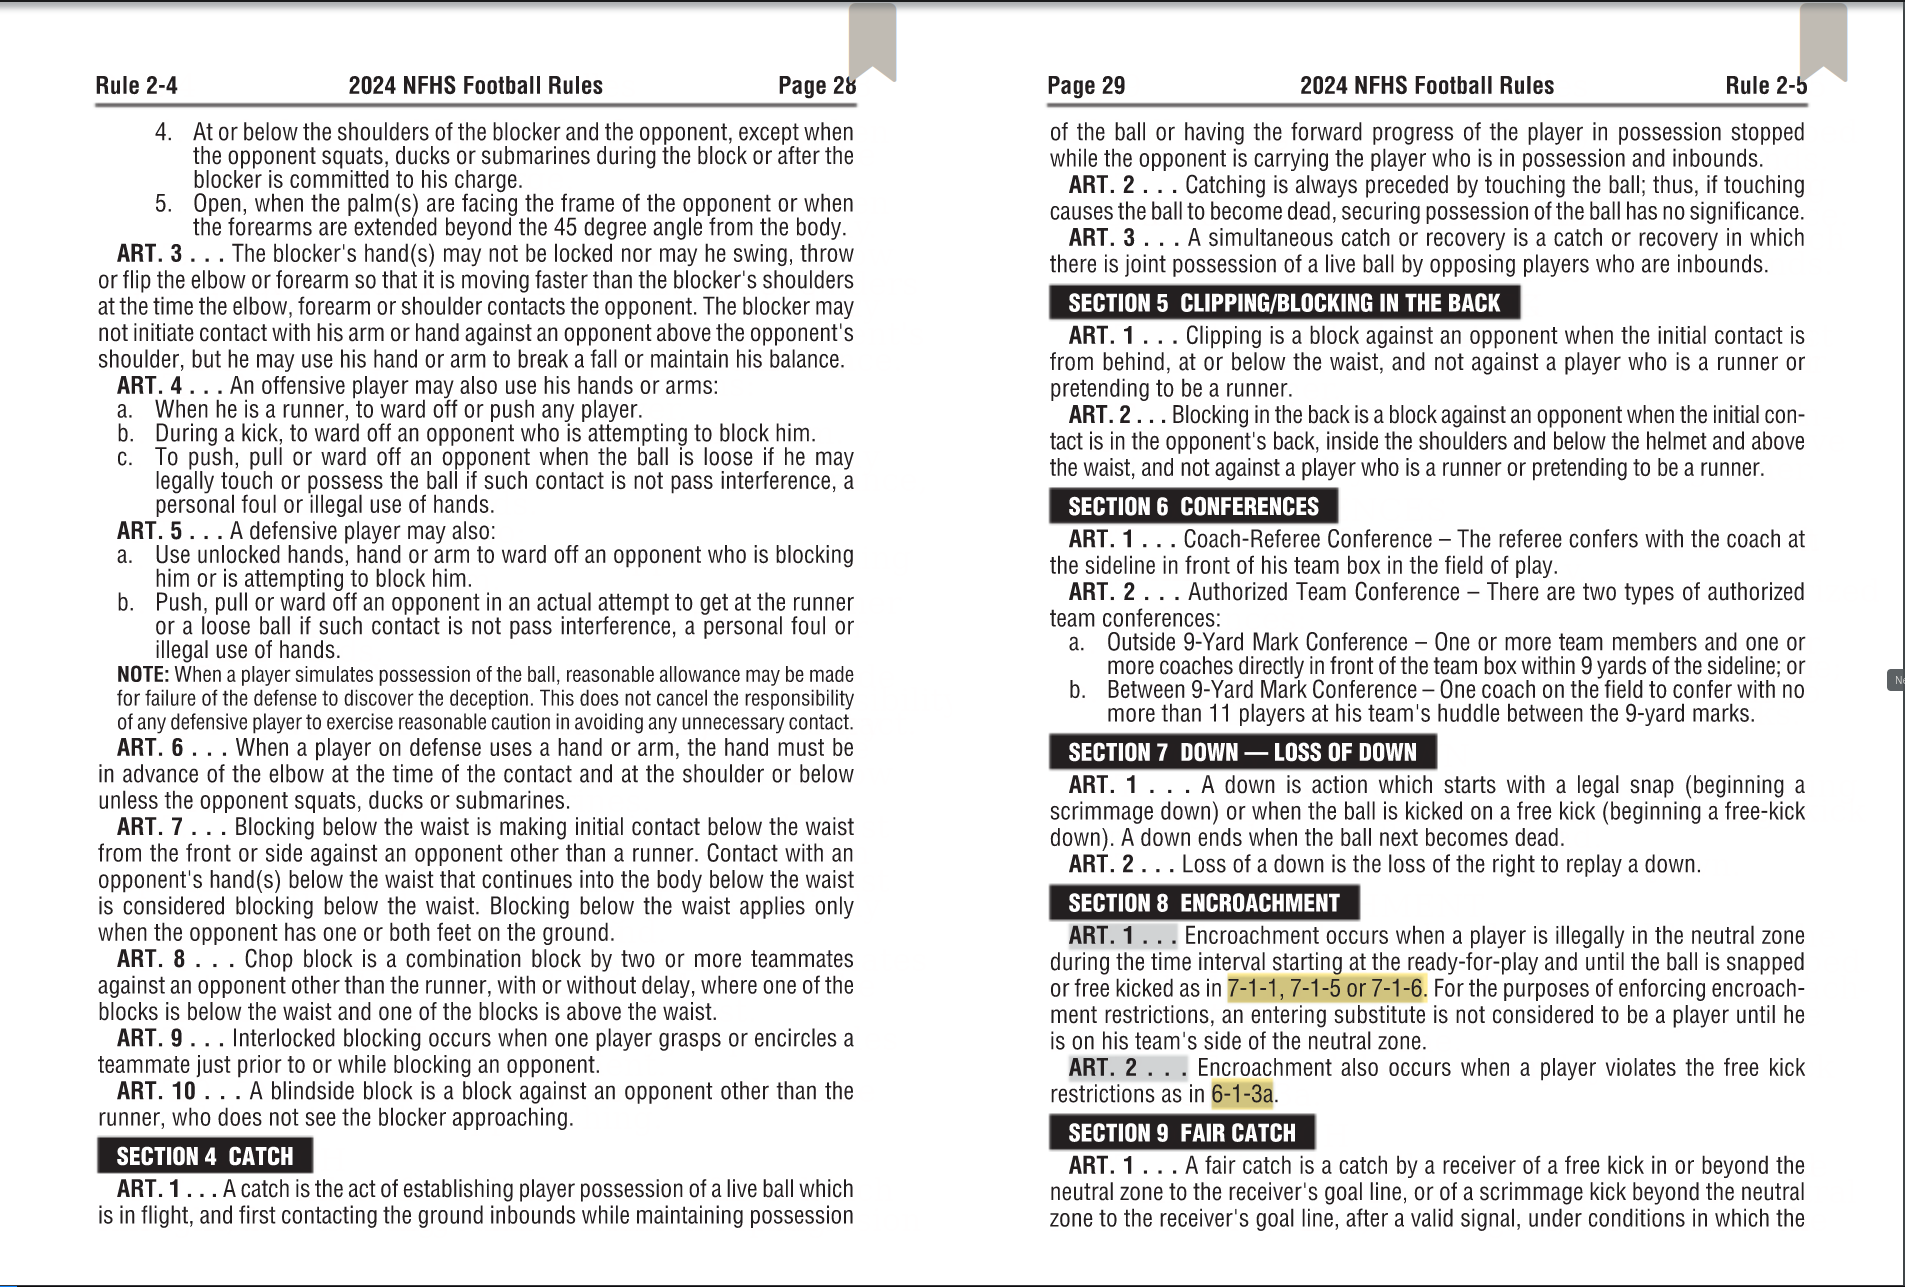 Rule 2-4 2024 NFHS Football Rules Page 28
4. At or below the shoulders of the blocker and the opponent, except when
the opponent squats, ducks or submarines during the block or after the
blocker is committed to his charge.
5. Open, when the palm(s) are facing the frame of the opponent or when
the forearms are extended beyond the 45 degree angle from the body.
ART. 3 . . . The blocker's hand(s) may not be locked nor may he swing, throw
or flip the elbow or forearm so that it is moving faster than the blocker's shoulders
at the time the elbow, forearm or shoulder contacts the opponent. The blocker may
not initiate contact with his arm or hand against an opponent above the opponent's
shoulder, but he may use his hand or arm to break a fall or maintain his balance.
ART. 4 . . . An offensive player may also use his hands or arms:
a. When he is a runner, to ward off or push any player.
b. During a kick, to ward off an opponent who is attempting to block him.
c. To push, pull or ward off an opponent when the ball is loose if he may
legally touch or possess the ball if such contact is not pass interference, a
personal foul or illegal use of hands.
ART. 5 . . . A defensive player may also:
a. Use unlocked hands, hand or arm to ward off an opponent who is blocking
him or is attempting to block him.
b. Push, pull or ward off an opponent in an actual attempt to get at the runner
or a loose ball if such contact is not pass interference, a personal foul or
illegal use of hands.
NOTE: When a player simulates possession of the ball, reasonable allowance may be made
for failure of the defense to discover the deception. This does not cancel the responsibility
of any defensive player to exercise reasonable caution in avoiding any unnecessary contact.
ART. 6 . . . When a player on defense uses a hand or arm, the hand must be
in advance of the elbow at the time of the contact and at the shoulder or below
unless the opponent squats, ducks or submarines.
ART. 7 . . . Blocking below the waist is making initial contact below the waist
from the front or side against an opponent other than a runner. Contact with an
opponent's hand(s) below the waist that continues into the body below the waist
is considered blocking below the waist. Blocking below the waist applies only
when the opponent has one or both feet on the ground.
ART. 8 . . . Chop block is a combination block by two or more teammates
against an opponent other than the runner, with or without delay, where one of the
blocks is below the waist and one of the blocks is above the waist.
ART. 9 . . . Interlocked blocking occurs when one player grasps or encircles a
teammate just prior to or while blocking an opponent.
ART. 10 . . . A blindside block is a block against an opponent other than the
runner, who does not see the blocker approaching.
SECTION 4 CATCH
ART. 1 . . . A catch is the act of establishing player possession of a live ball which
is in flight, and first contacting the ground inbounds while maintaining possession
Page 29 2024 NFHS Football Rules Rule 2-5
of the ball or having the forward progress of the player in possession stopped
while the opponent is carrying the player who is in possession and inbounds.
ART. 2 . . . Catching is always preceded by touching the ball; thus, if touching
causes the ball to become dead, securing possession of the ball has no significance.
ART. 3 . . . A simultaneous catch or recovery is a catch or recovery in which
there is joint possession of a live ball by opposing players who are inbounds.
SECTION 5 CLIPPING/BLOCKING IN THE BACK
ART. 1 . . . Clipping is a block against an opponent when the initial contact is
from behind, at or below the waist, and not against a player who is a runner or
pretending to be a runner.
ART. 2 . . . Blocking in the back is a block against an opponent when the initial con-
tact is in the opponent's back, inside the shoulders and below the helmet and above
the waist, and not against a player who is a runner or pretending to be a runner.
SECTION 6 CONFERENCES
ART. 1 . . . Coach-Referee Conference – The referee confers with the coach at
the sideline in front of his team box in the field of play.
ART. 2 . . . Authorized Team Conference – There are two types of authorized
team conferences:
a. Outside 9-Yard Mark Conference – One or more team members and one or
more coaches directly in front of the team box within 9 yards of the sideline; or
b. Between 9-Yard Mark Conference – One coach on the field to confer with no
more than 11 players at his team's huddle between the 9-yard marks.
SECTION 7 DOWN — LOSS OF DOWN
ART. 1 . . . A down is action which starts with a legal snap (beginning a
scrimmage down) or when the ball is kicked on a free kick (beginning a free-kick
down). A down ends when the ball next becomes dead.
ART. 2 . . . Loss of a down is the loss of the right to replay a down.
SECTION 8 ENCROACHMENT
ART. 1 . . . Encroachment occurs when a player is illegally in the neutral zone
during the time interval starting at the ready-for-play and until the ball is snapped
or free kicked as in 7-1-1, 7-1-5 or 7-1-6. For the purposes of enforcing encroach-
ment restrictions, an entering substitute is not considered to be a player until he
is on his team's side of the neutral zone.
ART. 2 . . . Encroachment also occurs when a player violates the free kick
restrictions as in 6-1-3a.
SECTION 9 FAIR CATCH
ART. 1 . . . A fair catch is a catch by a receiver of a free kick in or beyond the
neutral zone to the receiver's goal line, or of a scrimmage kick beyond the neutral
zone to the receiver's goal line, after a valid signal, under conditions in which the